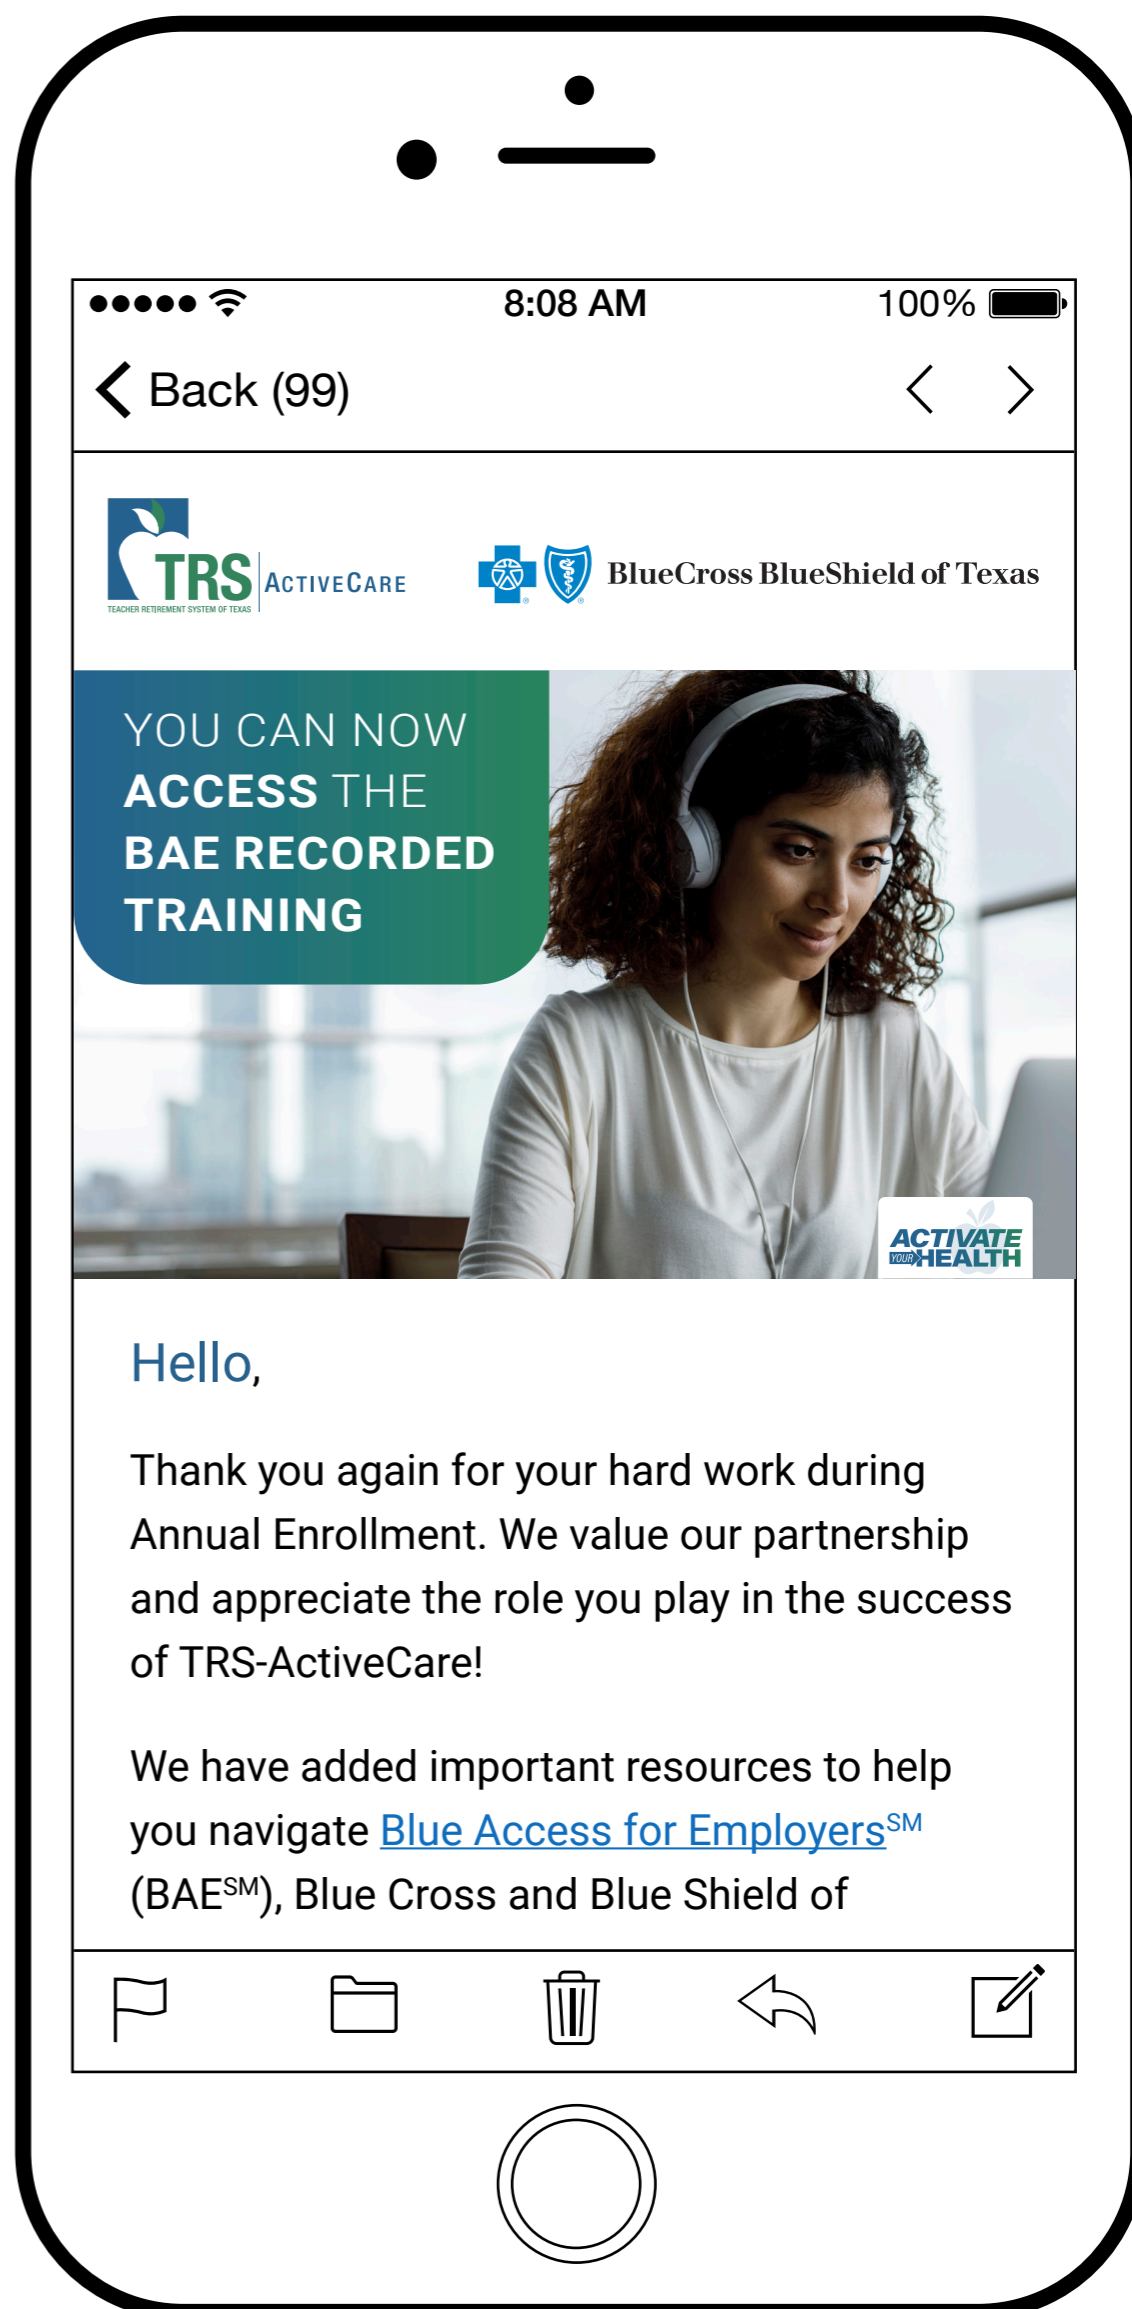 8:08 AM 100%
Back (99)
TRS ACTIVECARE
TEACHER RETIREMENT SYSTEM OF TEXAS
BlueCross BlueShield of Texas
YOU CAN NOW
ACCESS THE
BAE RECORDED
TRAINING
ACTIVATE
YOUR HEALTH
Hello,
Thank you again for your hard work during
Annual Enrollment. We value our partnership
and appreciate the role you play in the success
of TRS-ActiveCare!
We have added important resources to help
you navigate Blue Access for Employers℠
(BAE℠), Blue Cross and Blue Shield of